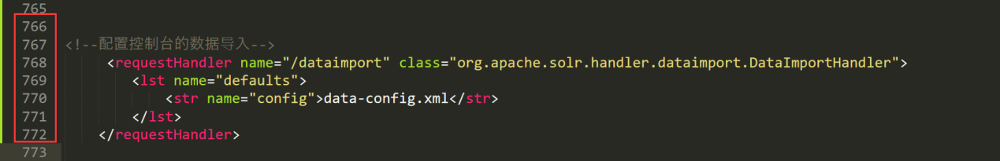 765
766
767 <!--配置控制台的数据导入-->
768 <requestHandler name="/dataimport" class="org.apache.solr.handler.dataimport.DataImportHandler">
769 <lst name="defaults">
770 <str name="config">data-config.xml</str>
771 </lst>
772 </requestHandler>
773